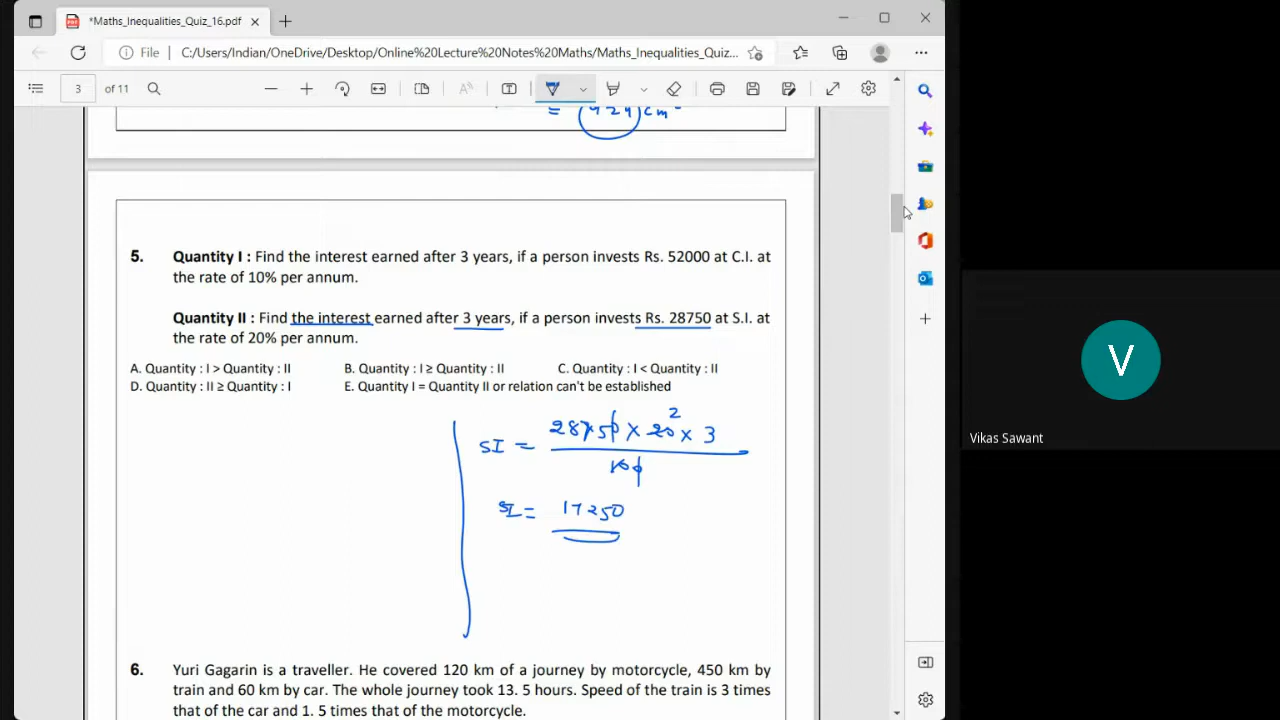 *Maths_Inequalities_Quiz_16.pdf
File C:/Users/Indian/OneDrive/Desktop/Online%20Lecture%20Notes%20Maths/Maths_Inequalities_Quiz...
3 of 11
= 424 cm²
5. Quantity I : Find the interest earned after 3 years, if a person invests Rs. 52000 at C.I. at
the rate of 10% per annum.
Quantity II : Find the interest earned after 3 years, if a person invests Rs. 28750 at S.I. at
the rate of 20% per annum.
A. Quantity : I > Quantity : II B. Quantity : I ≥ Quantity : II C. Quantity : I < Quantity : II
D. Quantity : II ≥ Quantity : I E. Quantity I = Quantity II or relation can't be established
2
SI = 28750 × 20 × 3
100
SI = 17250
6. Yuri Gagarin is a traveller. He covered 120 km of a journey by motorcycle, 450 km by
train and 60 km by car. The whole journey took 13. 5 hours. Speed of the train is 3 times
that of the car and 1. 5 times that of the motorcycle.
V
Vikas Sawant